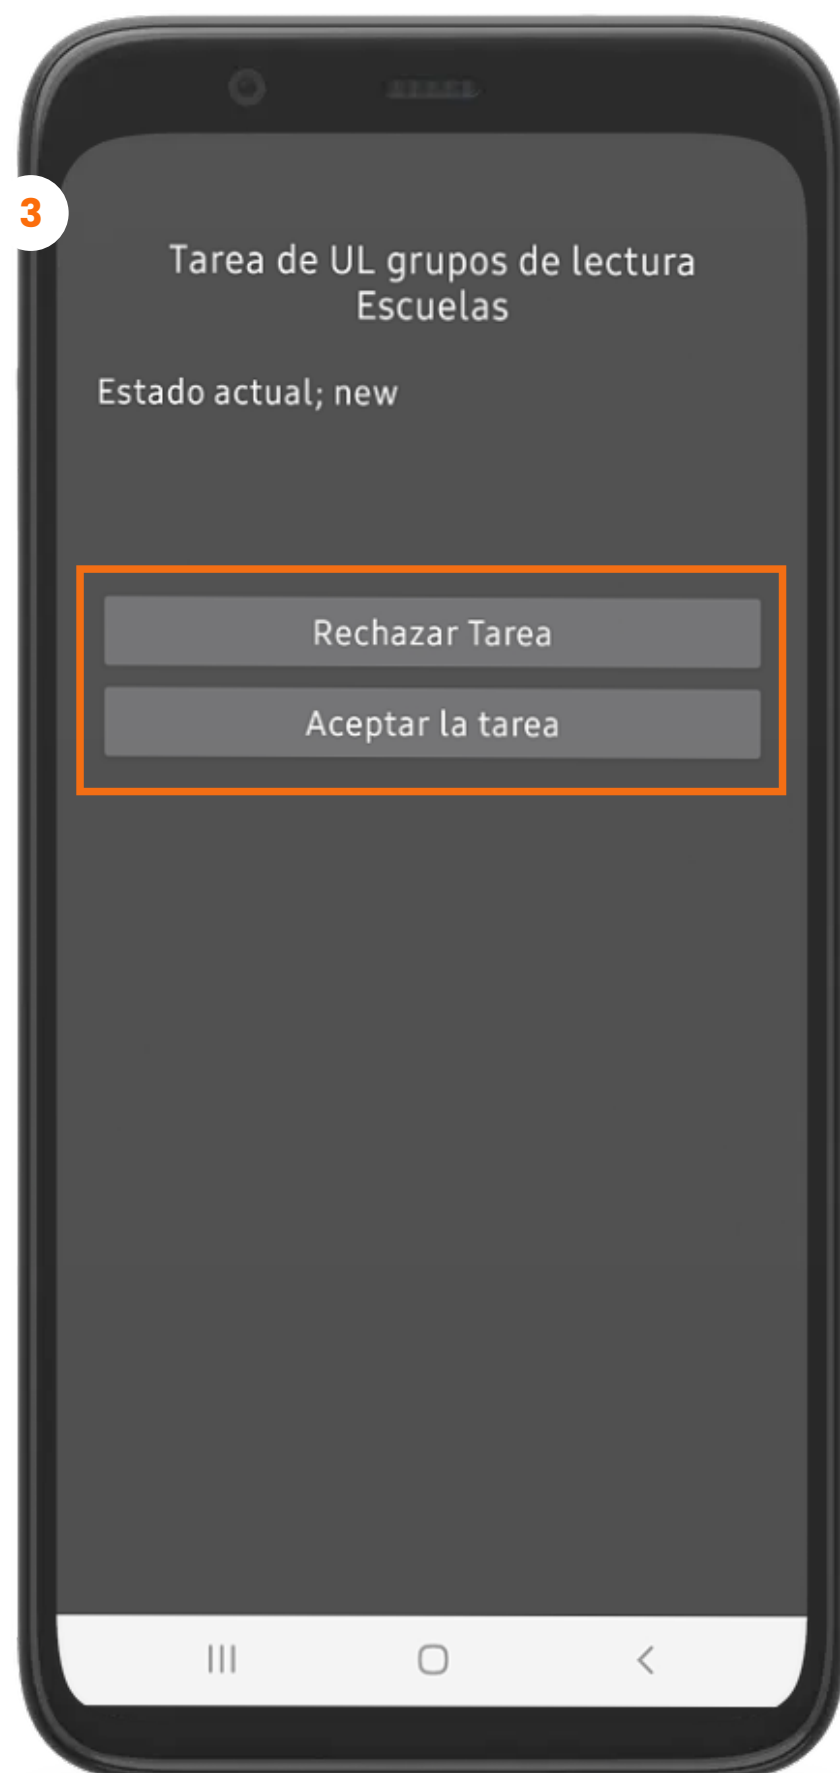 3
Tarea de UL grupos de lectura
Escuelas
Estado actual; new
Rechazar Tarea
Aceptar la tarea